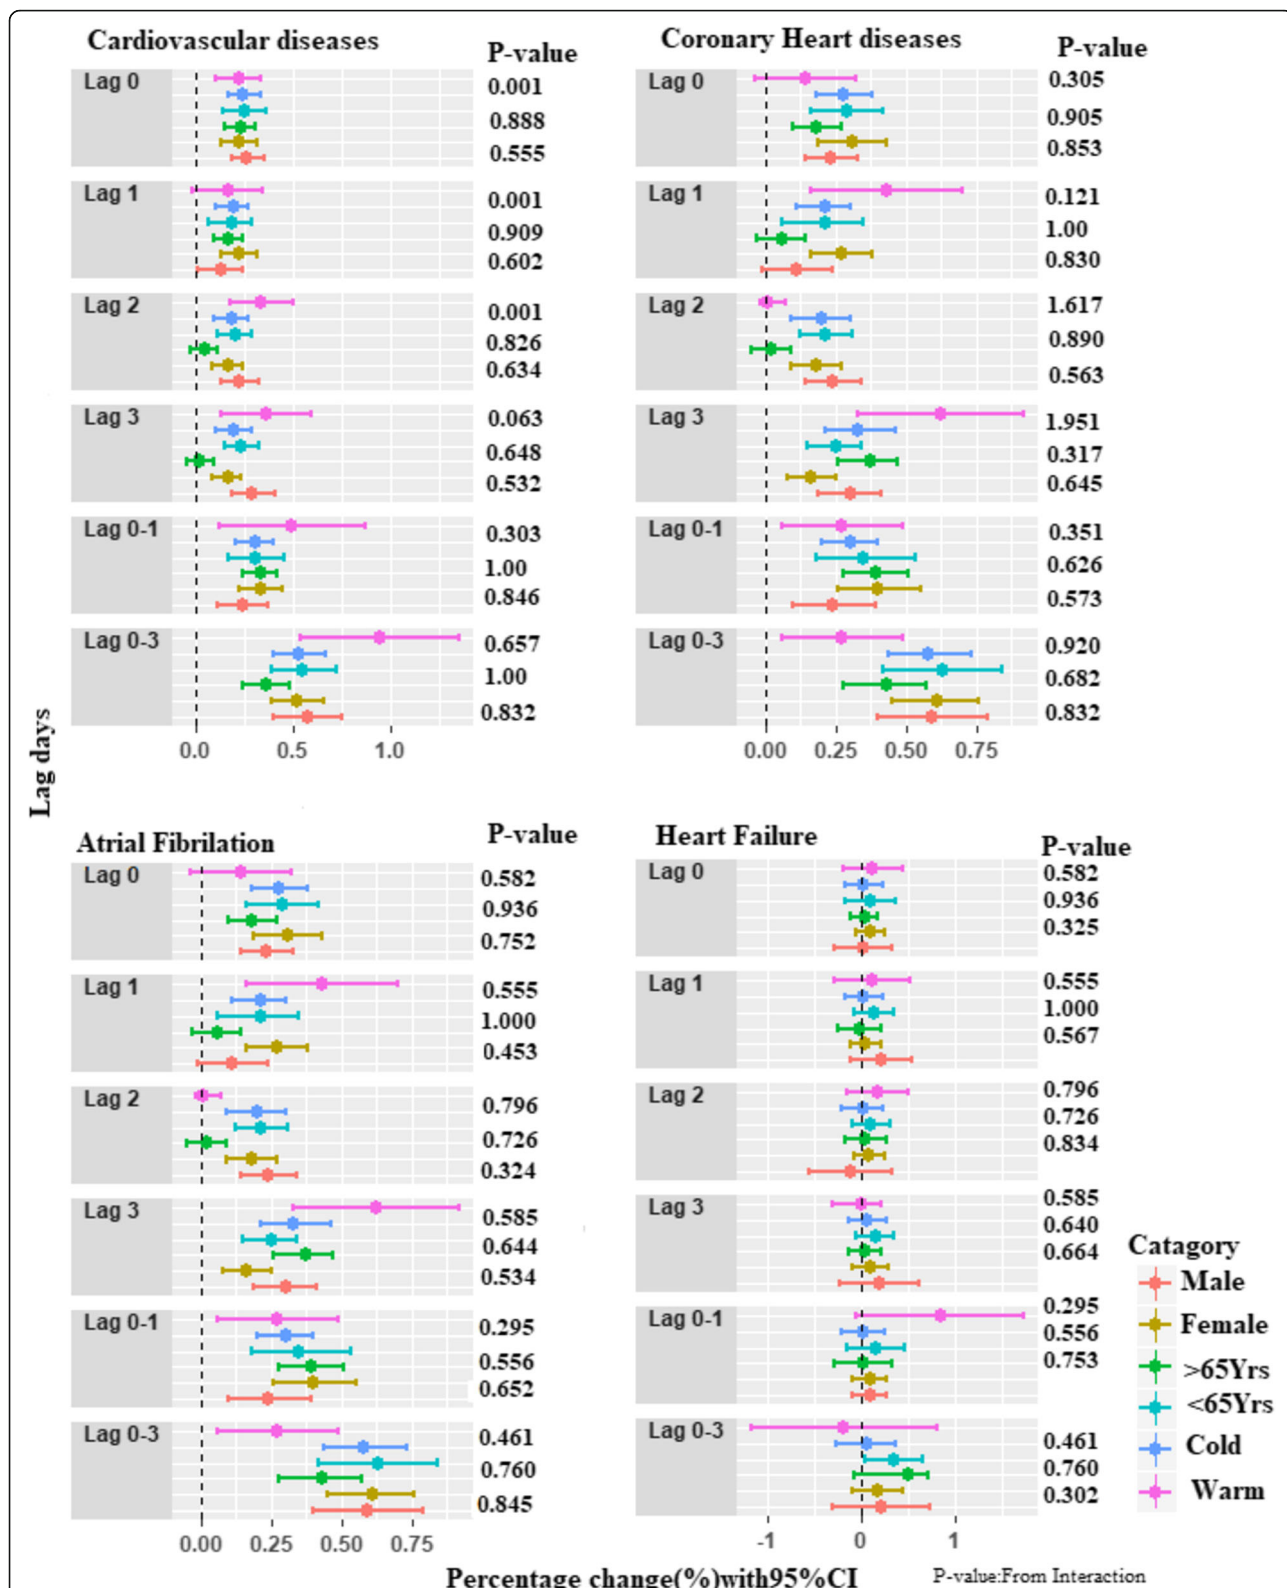 Cardiovascular diseases
P-value
Lag 0
0.001
0.888
0.555
Lag 1
0.001
0.909
0.602
Lag 2
0.001
0.826
0.634
Lag 3
0.063
0.648
0.532
Lag 0-1
0.303
1.00
0.846
Lag 0-3
0.657
1.00
0.832
0.0 0.5 1.0
Coronary Heart diseases
P-value
Lag 0
0.305
0.905
0.853
Lag 1
0.121
1.00
0.830
Lag 2
1.617
0.890
0.563
Lag 3
1.951
0.317
0.645
Lag 0-1
0.351
0.626
0.573
Lag 0-3
0.920
0.682
0.832
0.00 0.25 0.50 0.75
Lag days
Atrial Fibrilation
P-value
Lag 0
0.582
0.936
0.752
Lag 1
0.555
1.000
0.453
Lag 2
0.796
0.726
0.324
Lag 3
0.585
0.644
0.534
Lag 0-1
0.295
0.556
0.652
Lag 0-3
0.461
0.760
0.845
0.00 0.25 0.50 0.75
Heart Failure
P-value
Lag 0
0.582
0.936
0.325
Lag 1
0.555
1.000
0.567
Lag 2
0.796
0.726
0.834
Lag 3
0.585
0.640
0.664
Lag 0-1
0.295
0.556
0.753
Lag 0-3
0.461
0.760
0.302
-1 0 1
Catagory
Male
Female
>65Yrs
<65Yrs
Cold
Warm
Percentage change(%)with95%CI
P-value:From Interaction